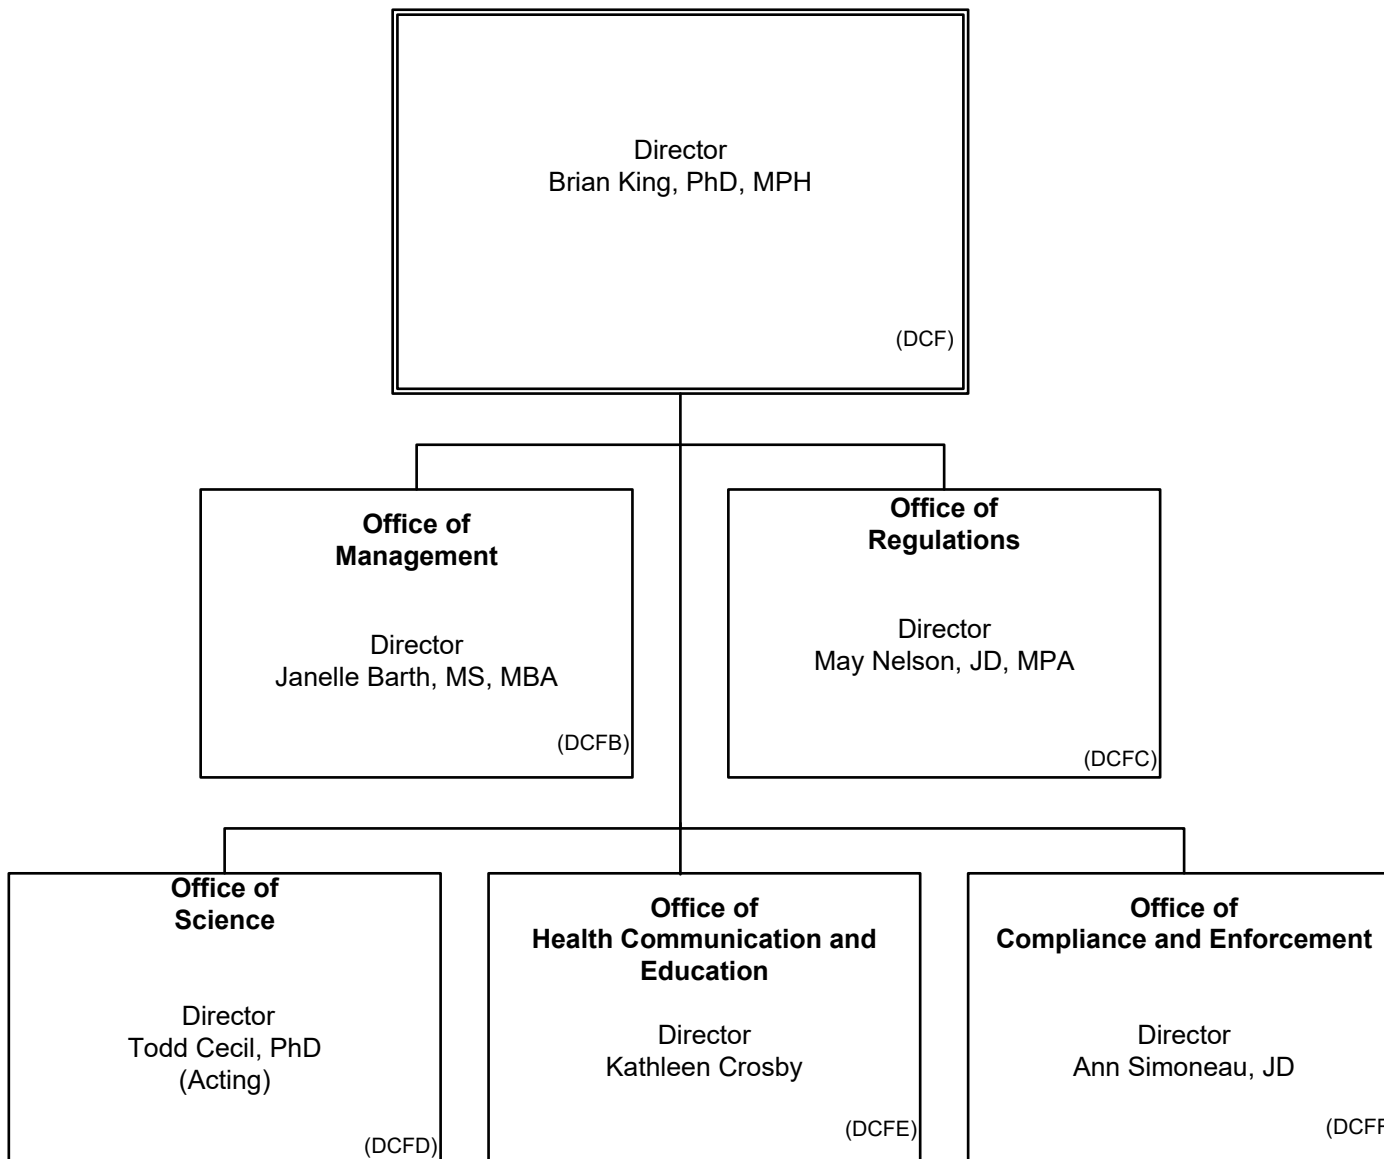 Director
Brian King, PhD, MPH
(DCF)
Office of
Management
Director
Janelle Barth, MS, MBA
(DCFB)
Office of
Regulations
Director
May Nelson, JD, MPA
(DCFC)
Office of
Science
Director
Todd Cecil, PhD
(Acting)
(DCFD)
Office of
Health Communication and
Education
Director
Kathleen Crosby
(DCFE)
Office of
Compliance and Enforcement
Director
Ann Simoneau, JD
(DCFF